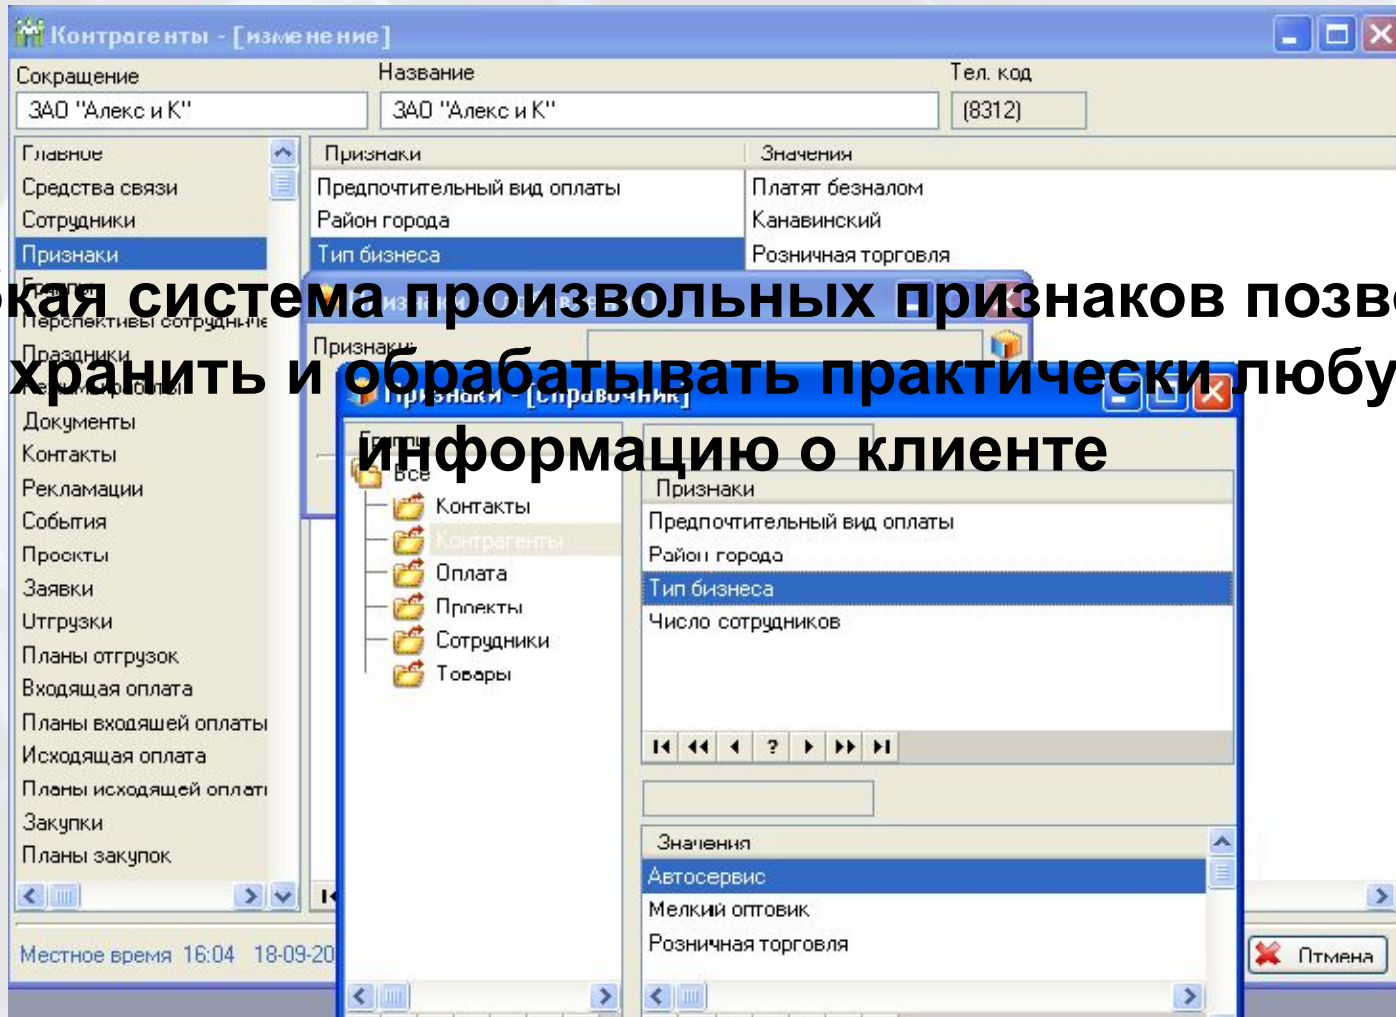 Контрагенты - [изменение]
Сокращение Название Тел. код
ЗАО "Алекс и К" ЗАО "Алекс и К" (8312)
Главное Признаки Значения
Средства связи Предпочтительный вид оплаты Платят безналом
Сотрудники Район города Канавинский
Признаки Тип бизнеса Розничная торговля
кая система произвольных признаков позв
Перспективы сотрудниче
Праздники Признаки:
хранить и обрабатывать практически любу
Признаки - [справочник]
Документы
информацию о клиенте
Группы
Контакты Все
Рекламации Контакты Признаки
События Контрагенты Предпочтительный вид оплаты
Проекты Оплата Район города
Заявки Проекты Тип бизнеса
Отгрузки Сотрудники Число сотрудников
Планы отгрузок Товары
Входящая оплата
Планы входящей оплаты
Исходящая оплата
Планы исходящей оплаты
Закупки
Планы закупок
Значения
Автосервис
Мелкий оптовик
Розничная торговля
Местное время 16:04 18-09-20 Отмена